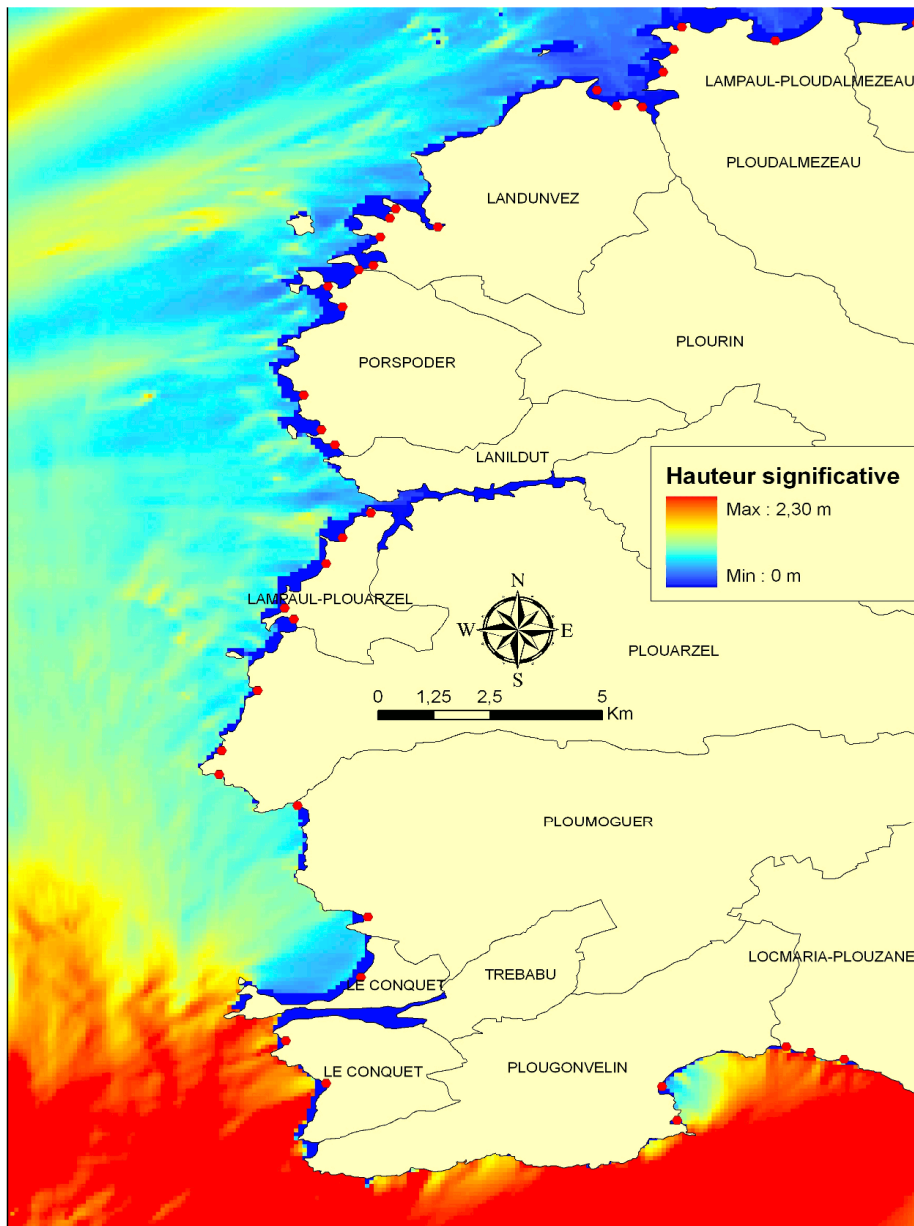 LAMPAUL-PLOUDALMEZEAU
PLOUDALMEZEAU
LANDUNVEZ
PLOURIN
PORSPODER
LANILDUT
Hauteur significative
Max : 2,30 m
Min : 0 m
N
LAMPAUL-PLOUARZEL
W E
PLOUARZEL
S
0 1,25 2,5 5
Km
PLOUMOGUER
LOCMARIA-PLOUZANE
TREBABU
LE CONQUET
PLOUGONVELIN
LE CONQUET